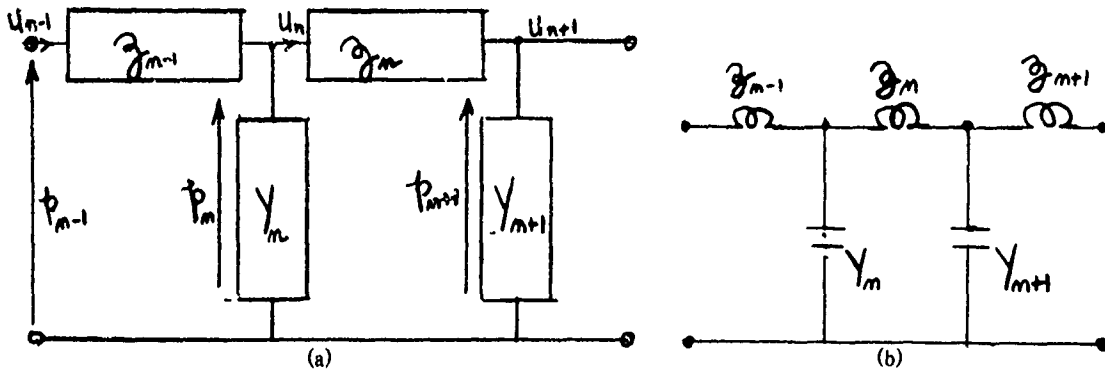 u_{n-1}
u_n
u_{n+1}
z_{n-1}
z_n
p_{n-1}
p_n
Y_n
p_{n+1}
Y_{n+1}
(a)
z_{n-1}
z_n
z_{n+1}
Y_n
Y_{n+1}
(b)